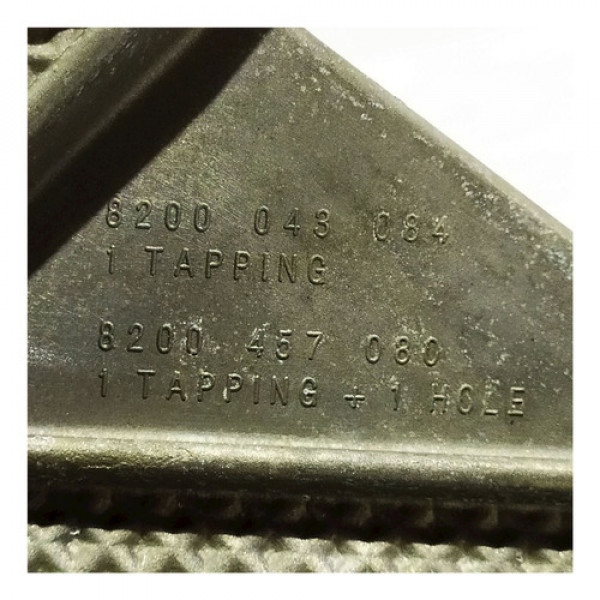 8200 043 084
1 TAPPING
8200 457 080
1 TAPPING + 1 HOLE